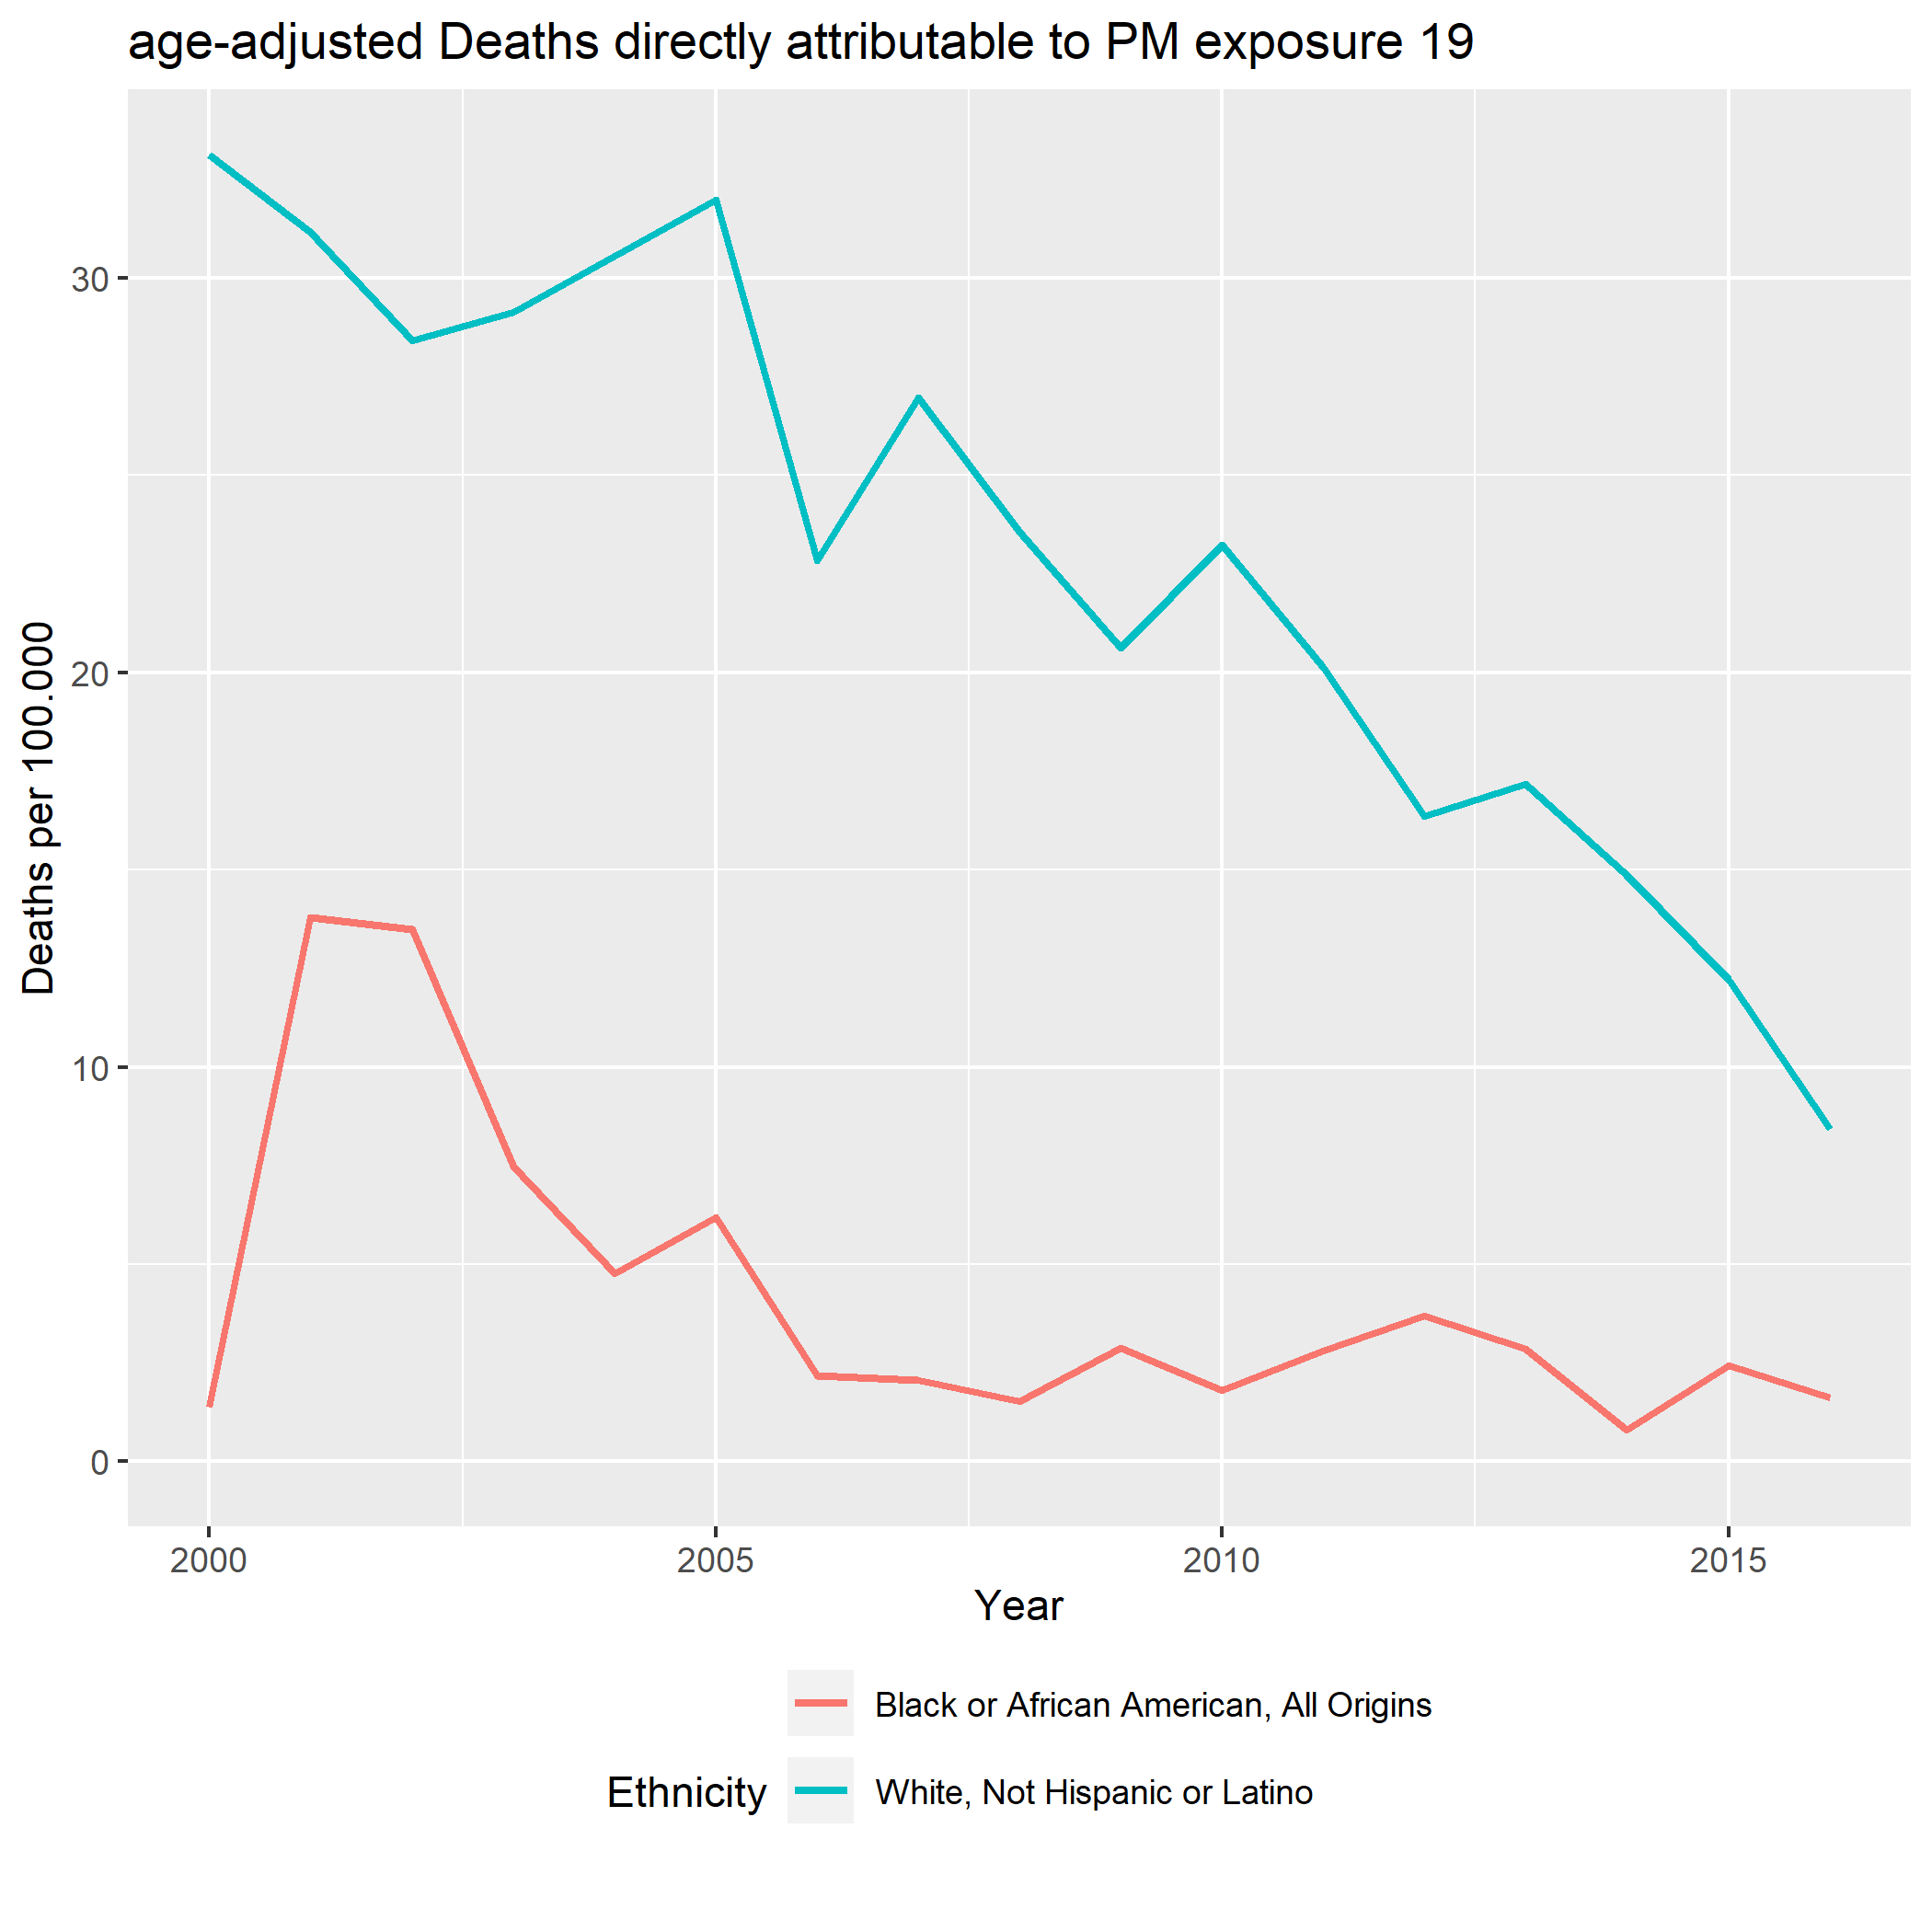 age-adjusted Deaths directly attributable to PM exposure 19
Deaths per 100.000
30
20
10
0
2000 2005 2010 2015
Year
Ethnicity
Black or African American, All Origins
White, Not Hispanic or Latino